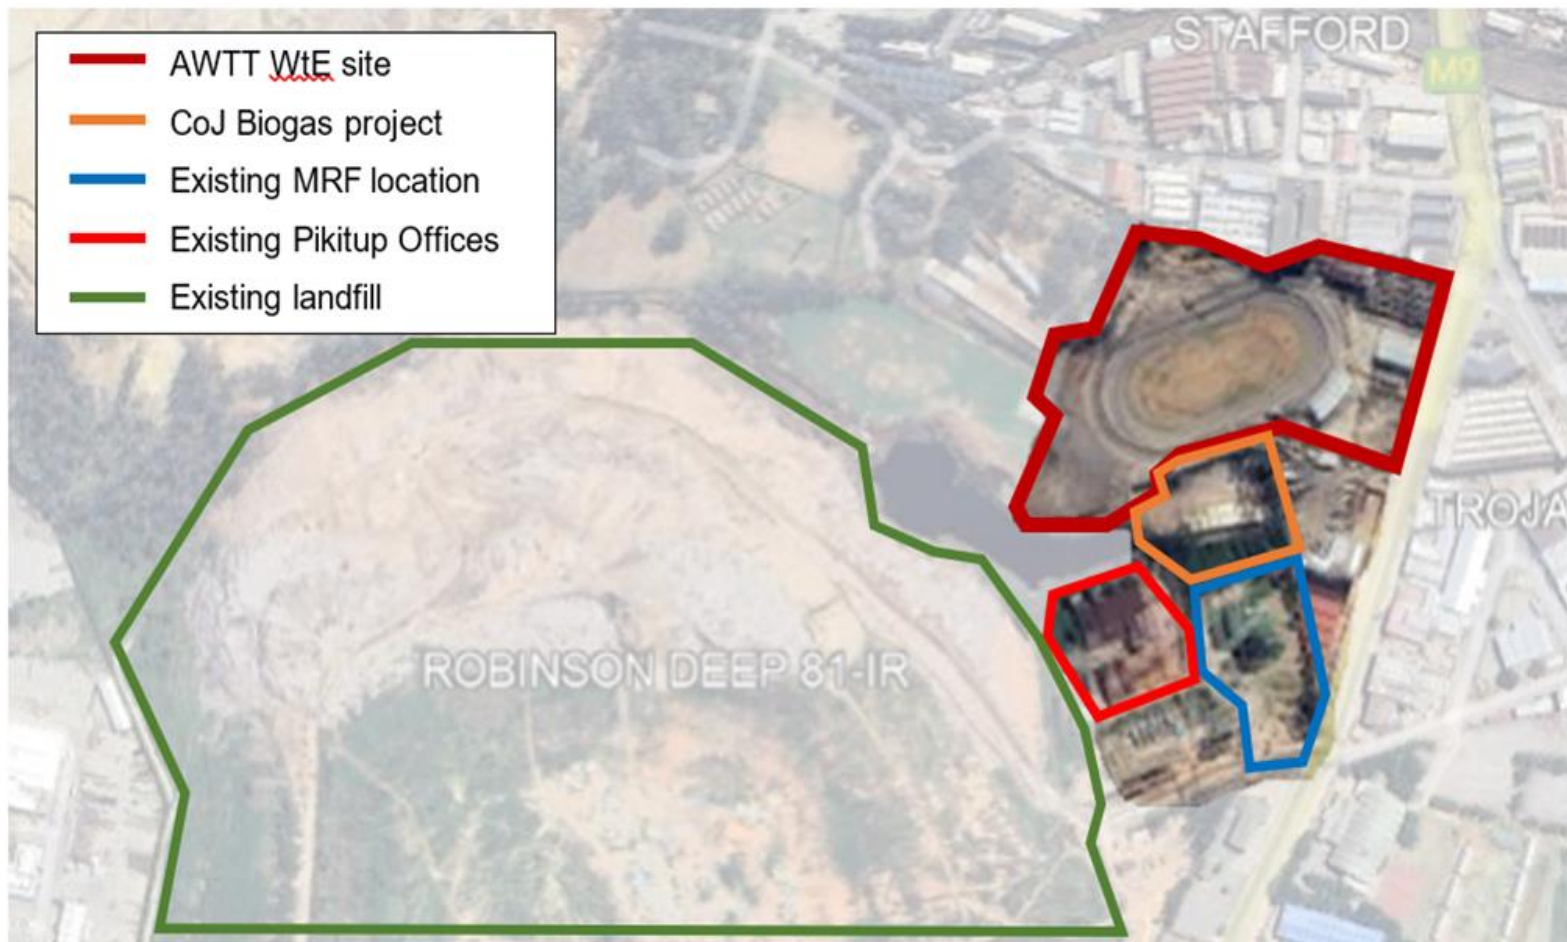 STAFFORD
M9
AWTT WtE site
CoJ Biogas project
Existing MRF location
Existing Pikitup Offices
Existing landfill
TROJA
ROBINSON DEEP 81-IR